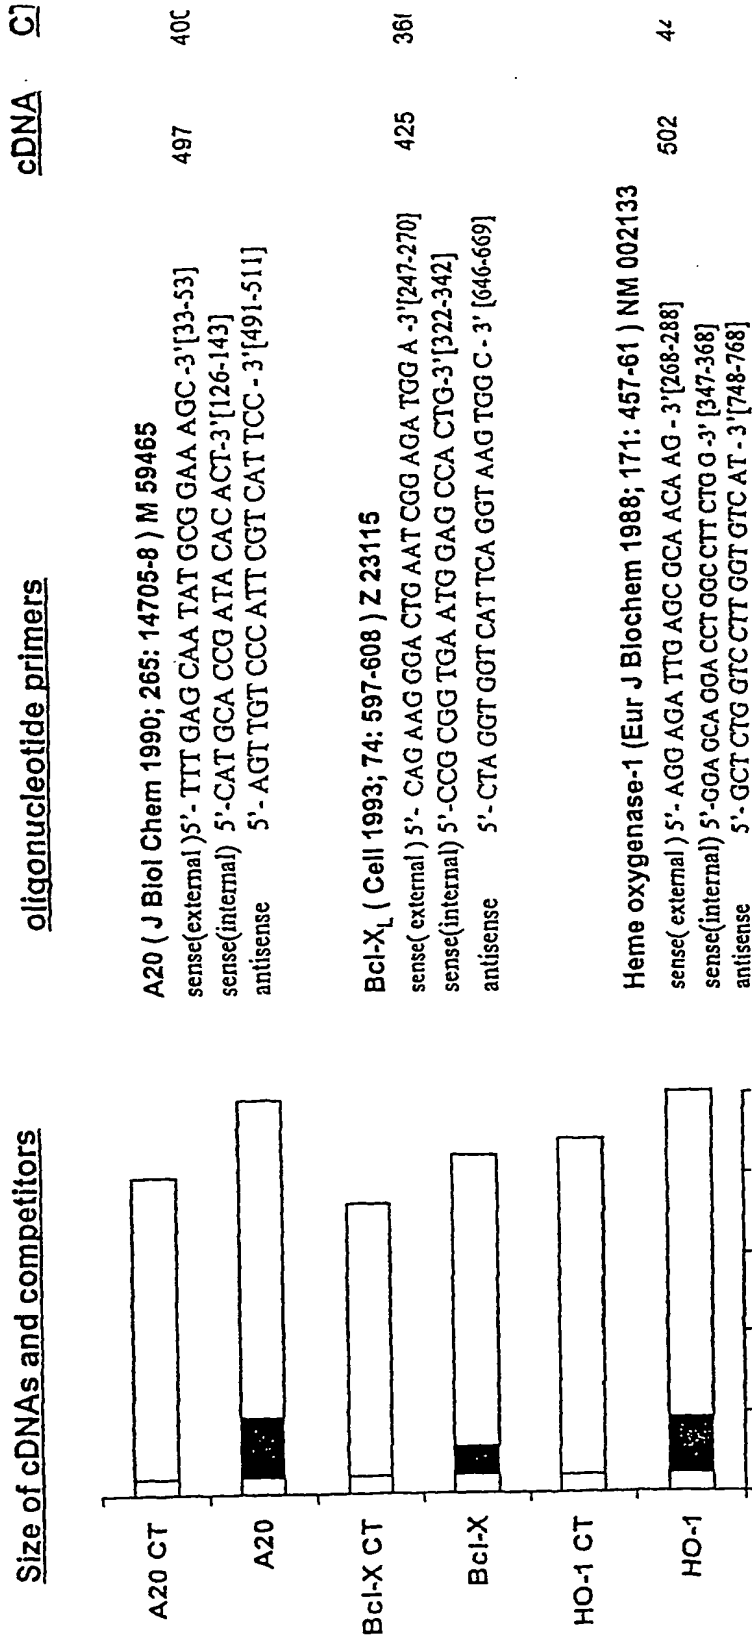 Size of cDNAs and competitors
oligonucleotide primers
cDNA
A20 CT
A20
Bcl-X CT
Bcl-X
HO-1 CT
HO-1
A20 ( J Biol Chem 1990; 265: 14705-8 ) M 59465
sense(external )5'- TTT GAG CAA TAT GCG GAA AGC -3'[33-53]
sense(internal) 5'-CAT GCA CCG ATA CAC ACT-3'[126-143]
antisense 5'- AGT TGT CCC ATT CGT CAT TCC - 3'[491-511]
497
Bcl-XL ( Cell 1993; 74: 597-608 ) Z 23115
sense( external ) 5'- CAG AAG GGA CTG AAT CGG AGA TGG A -3'[247-270]
sense(internal) 5'-CCG CGG TGA ATG GAG CCA CTG-3'[322-342]
antisense 5'- CTA GGT GGT CAT TCA GGT AAG TGG C - 3' [646-669]
425
Heme oxygenase-1 (Eur J Biochem 1988; 171: 457-61 ) NM 002133
sense( external ) 5'- AGG AGA TTG AGC GCA ACA AG - 3'[268-288]
sense(internal) 5'-GGA GCA GGA CCT GGC CTT CTG G -3' [347-368]
antisense 5'- GCT CTG GTC CTT GGT GTC AT - 3'[748-768]
502